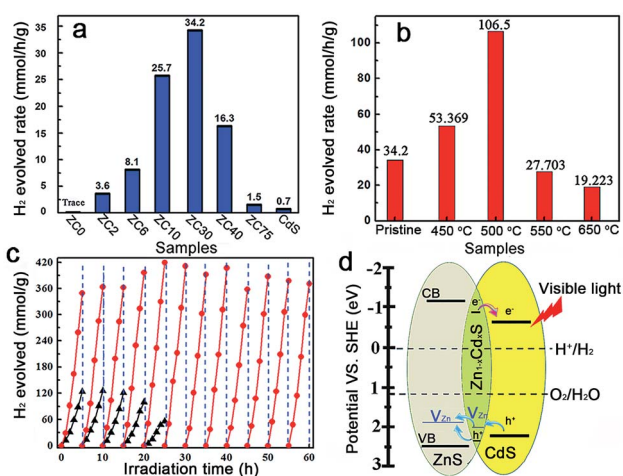 a
H₂ evolved rate (mmol/h/g)
35
30
25
20
15
10
5
0
Trace
3.6
8.1
25.7
34.2
16.3
1.5
0.7
ZC0
ZC2
ZC6
ZC10
ZC30
ZC40
ZC75
CdS
Samples
b
H₂ evolved rate (mmol/h/g)
100
80
60
40
20
0
34.2
53.369
106.5
27.703
19.223
Pristine
450 °C
500 °C
550 °C
650 °C
Samples
c
H₂ evolved (mmol/g)
420
360
300
240
180
120
60
0
0
10
20
30
40
50
60
Irradiation time (h)
d
Potential VS. SHE (eV)
-2
-1
0
1
2
3
CB
e⁻
e⁻
Visible light
Zn₁₋ₓCdₓS
H⁺/H₂
O₂/H₂O
V_Zn
V_Zn
h⁺
h⁺
VB
ZnS
CdS